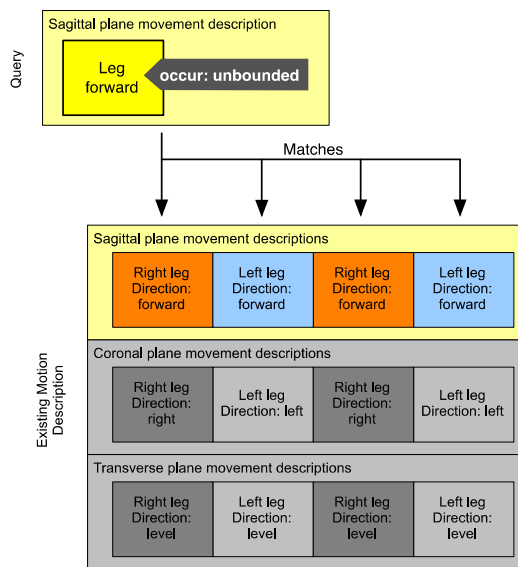 Sagittal plane movement description
Query
Leg
forward
occur: unbounded
Matches
Existing Motion
Description
Sagittal plane movement descriptions
Right leg
Direction:
forward
Left leg
Direction:
forward
Right leg
Direction:
forward
Left leg
Direction:
forward
Coronal plane movement descriptions
Right leg
Direction:
right
Left leg
Direction: left
Right leg
Direction:
right
Left leg
Direction: left
Transverse plane movement descriptions
Right leg
Direction:
level
Left leg
Direction:
level
Right leg
Direction:
level
Left leg
Direction:
level